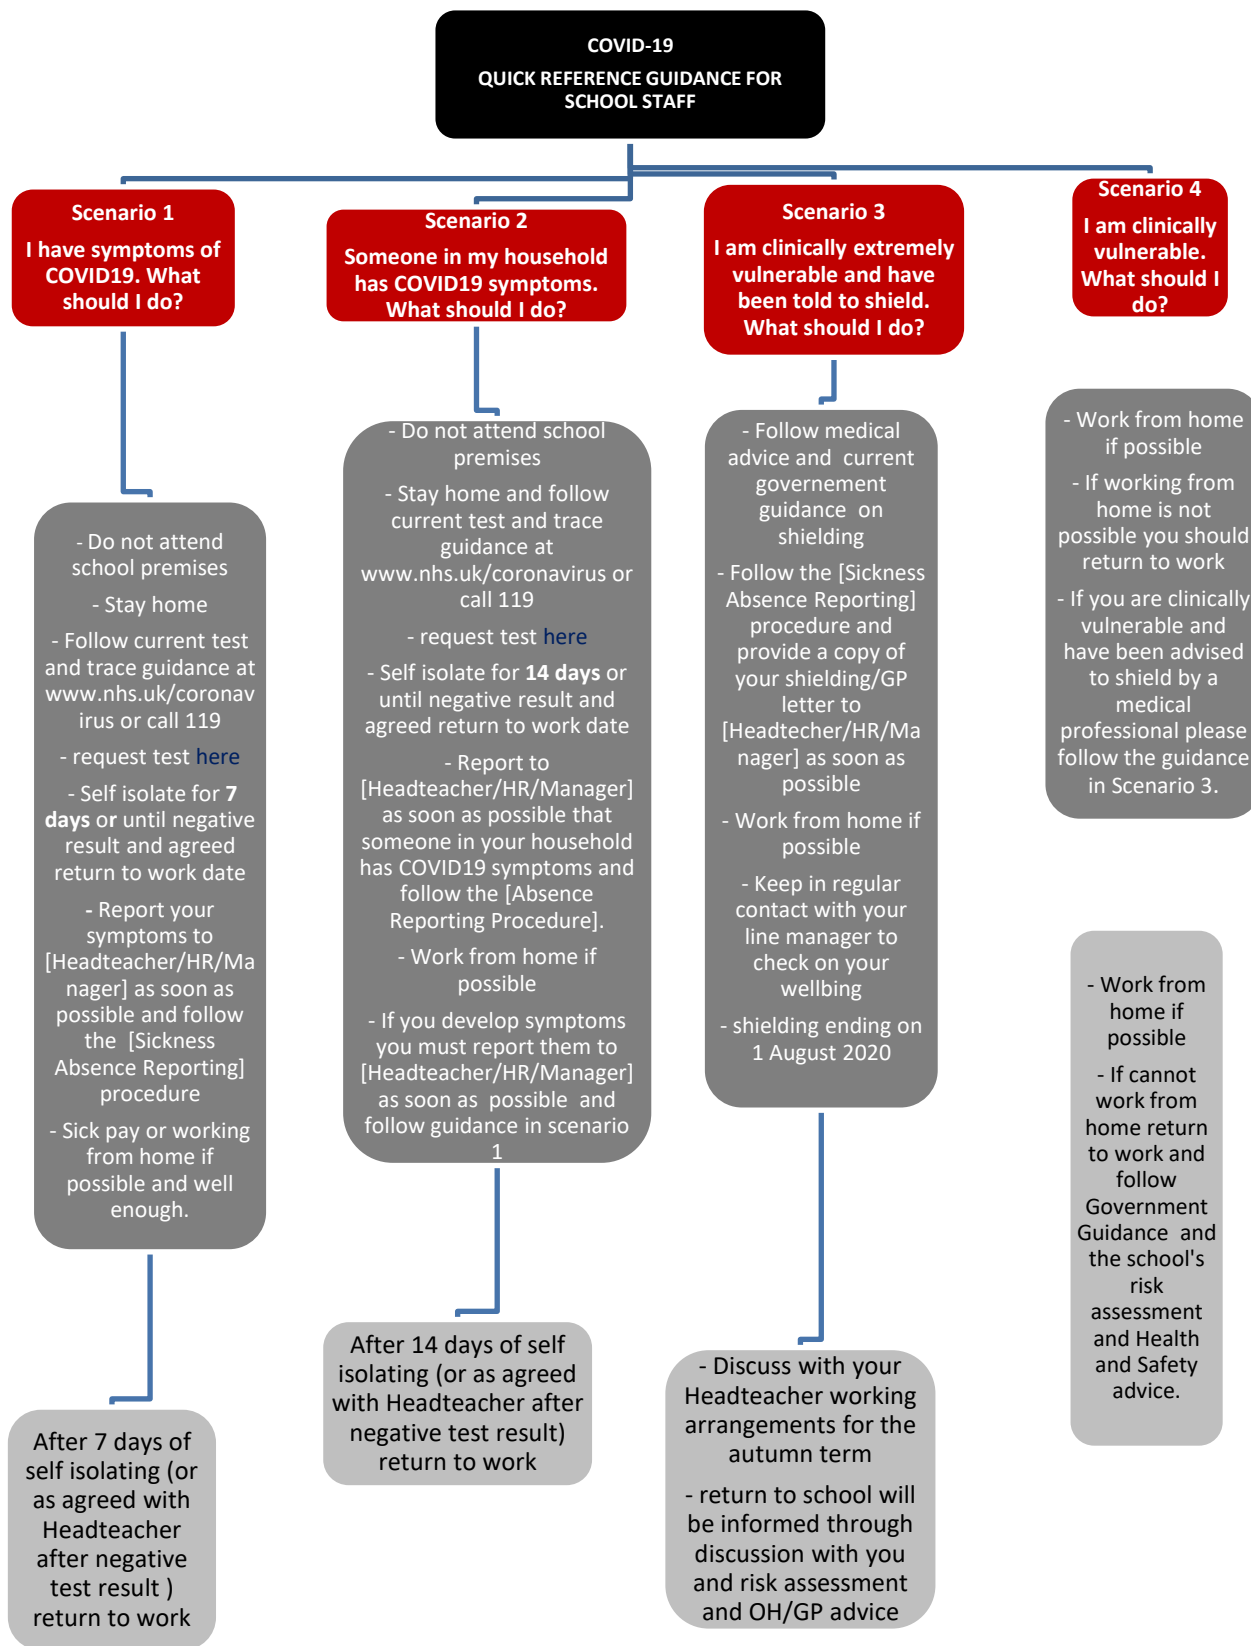 COVID-19
QUICK REFERENCE GUIDANCE FOR
SCHOOL STAFF
Scenario 1
I have symptoms of
COVID19. What
should I do?
- Do not attend
school premises
- Stay home
- Follow current test
and trace guidance at
www.nhs.uk/coronav
irus or call 119
- request test here
- Self isolate for 7
days or until negative
result and agreed
return to work date
- Report your
symptoms to
[Headteacher/HR/Ma
nager] as soon as
possible and follow
the [Sickness
Absence Reporting]
procedure
- Sick pay or working
from home if
possible and well
enough.
After 7 days of
self isolating (or
as agreed with
Headteacher
after negative
test result )
return to work
Scenario 2
Someone in my household
has COVID19 symptoms.
What should I do?
- Do not attend school
premises
- Stay home and follow
current test and trace
guidance at
www.nhs.uk/coronavirus or
call 119
- request test here
- Self isolate for 14 days or
until negative result and
agreed return to work date
- Report to
[Headteacher/HR/Manager]
as soon as possible that
someone in your household
has COVID19 symptoms and
follow the [Absence
Reporting Procedure].
- Work from home if
possible
- If you develop symptoms
you must report them to
[Headteacher/HR/Manager]
as soon as possible and
follow guidance in scenario
1
After 14 days of self
isolating (or as agreed
with Headteacher after
negative test result)
return to work
Scenario 3
I am clinically extremely
vulnerable and have
been told to shield.
What should I do?
- Follow medical
advice and current
governement
guidance on
shielding
- Follow the [Sickness
Absence Reporting]
procedure and
provide a copy of
your shielding/GP
letter to
[Headtecher/HR/Ma
nager] as soon as
possible
- Work from home if
possible
- Keep in regular
contact with your
line manager to
check on your
wellbing
- shielding ending on
1 August 2020
- Discuss with your
Headteacher working
arrangements for the
autumn term
- return to school will
be informed through
discussion with you
and risk assessment
and OH/GP advice
Scenario 4
I am clinically
vulnerable.
What should I
do?
- Work from home
if possible
- If working from
home is not
possible you should
return to work
- If you are clinically
vulnerable and
have been advised
to shield by a
medical
professional please
follow the guidance
in Scenario 3.
- Work from
home if
possible
- If cannot
work from
home return
to work and
follow
Government
Guidance and
the school's
risk
assessment
and Health
and Safety
advice.